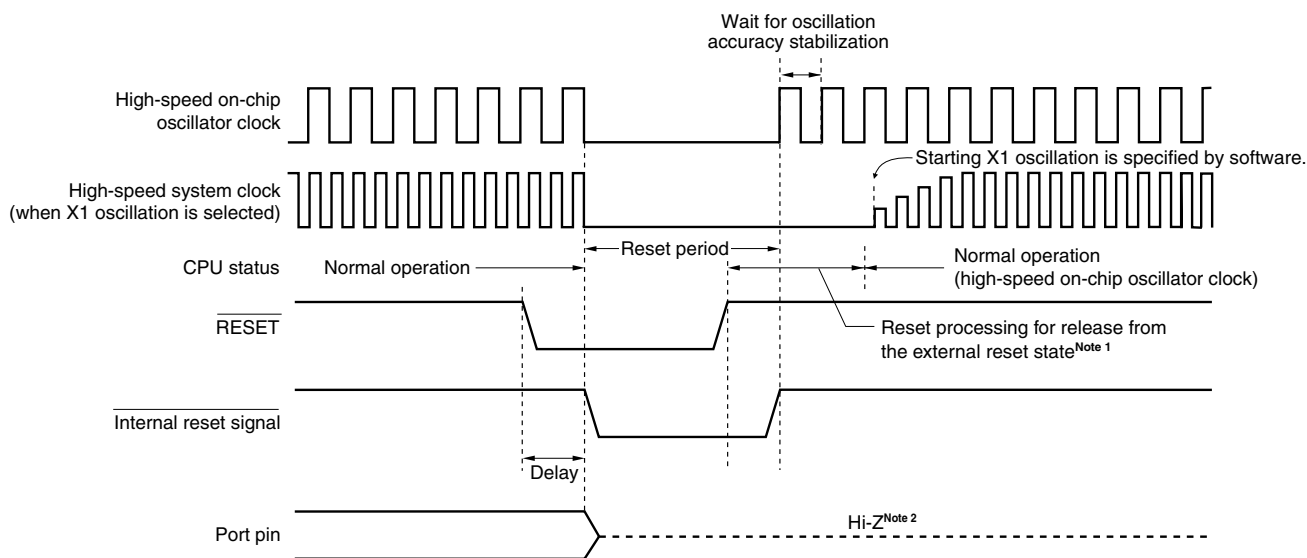 Wait for oscillation
accuracy stabilization
High-speed on-chip
oscillator clock
Starting X1 oscillation is specified by software.
High-speed system clock
(when X1 oscillation is selected)
Reset period
CPU status
Normal operation
Normal operation
(high-speed on-chip oscillator clock)
RESET
Reset processing for release from
the external reset stateNote 1
Internal reset signal
Delay
Port pin
Hi-ZNote 2